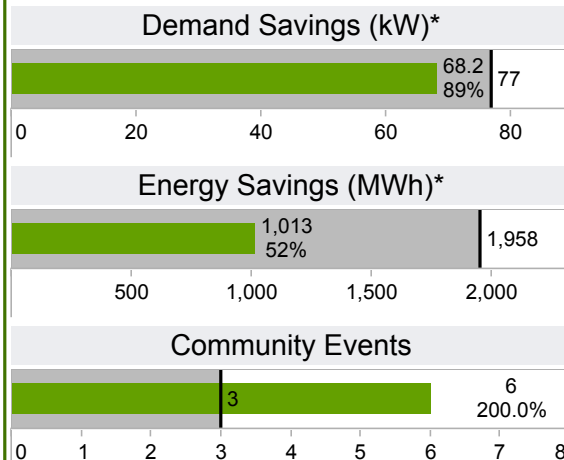 Demand Savings (kW)*
68.2
89%
77
0 20 40 60 80
Energy Savings (MWh)*
1,013
52%
1,958
500 1,000 1,500 2,000
Community Events
3
6
200.0%
0 1 2 3 4 5 6 7 8